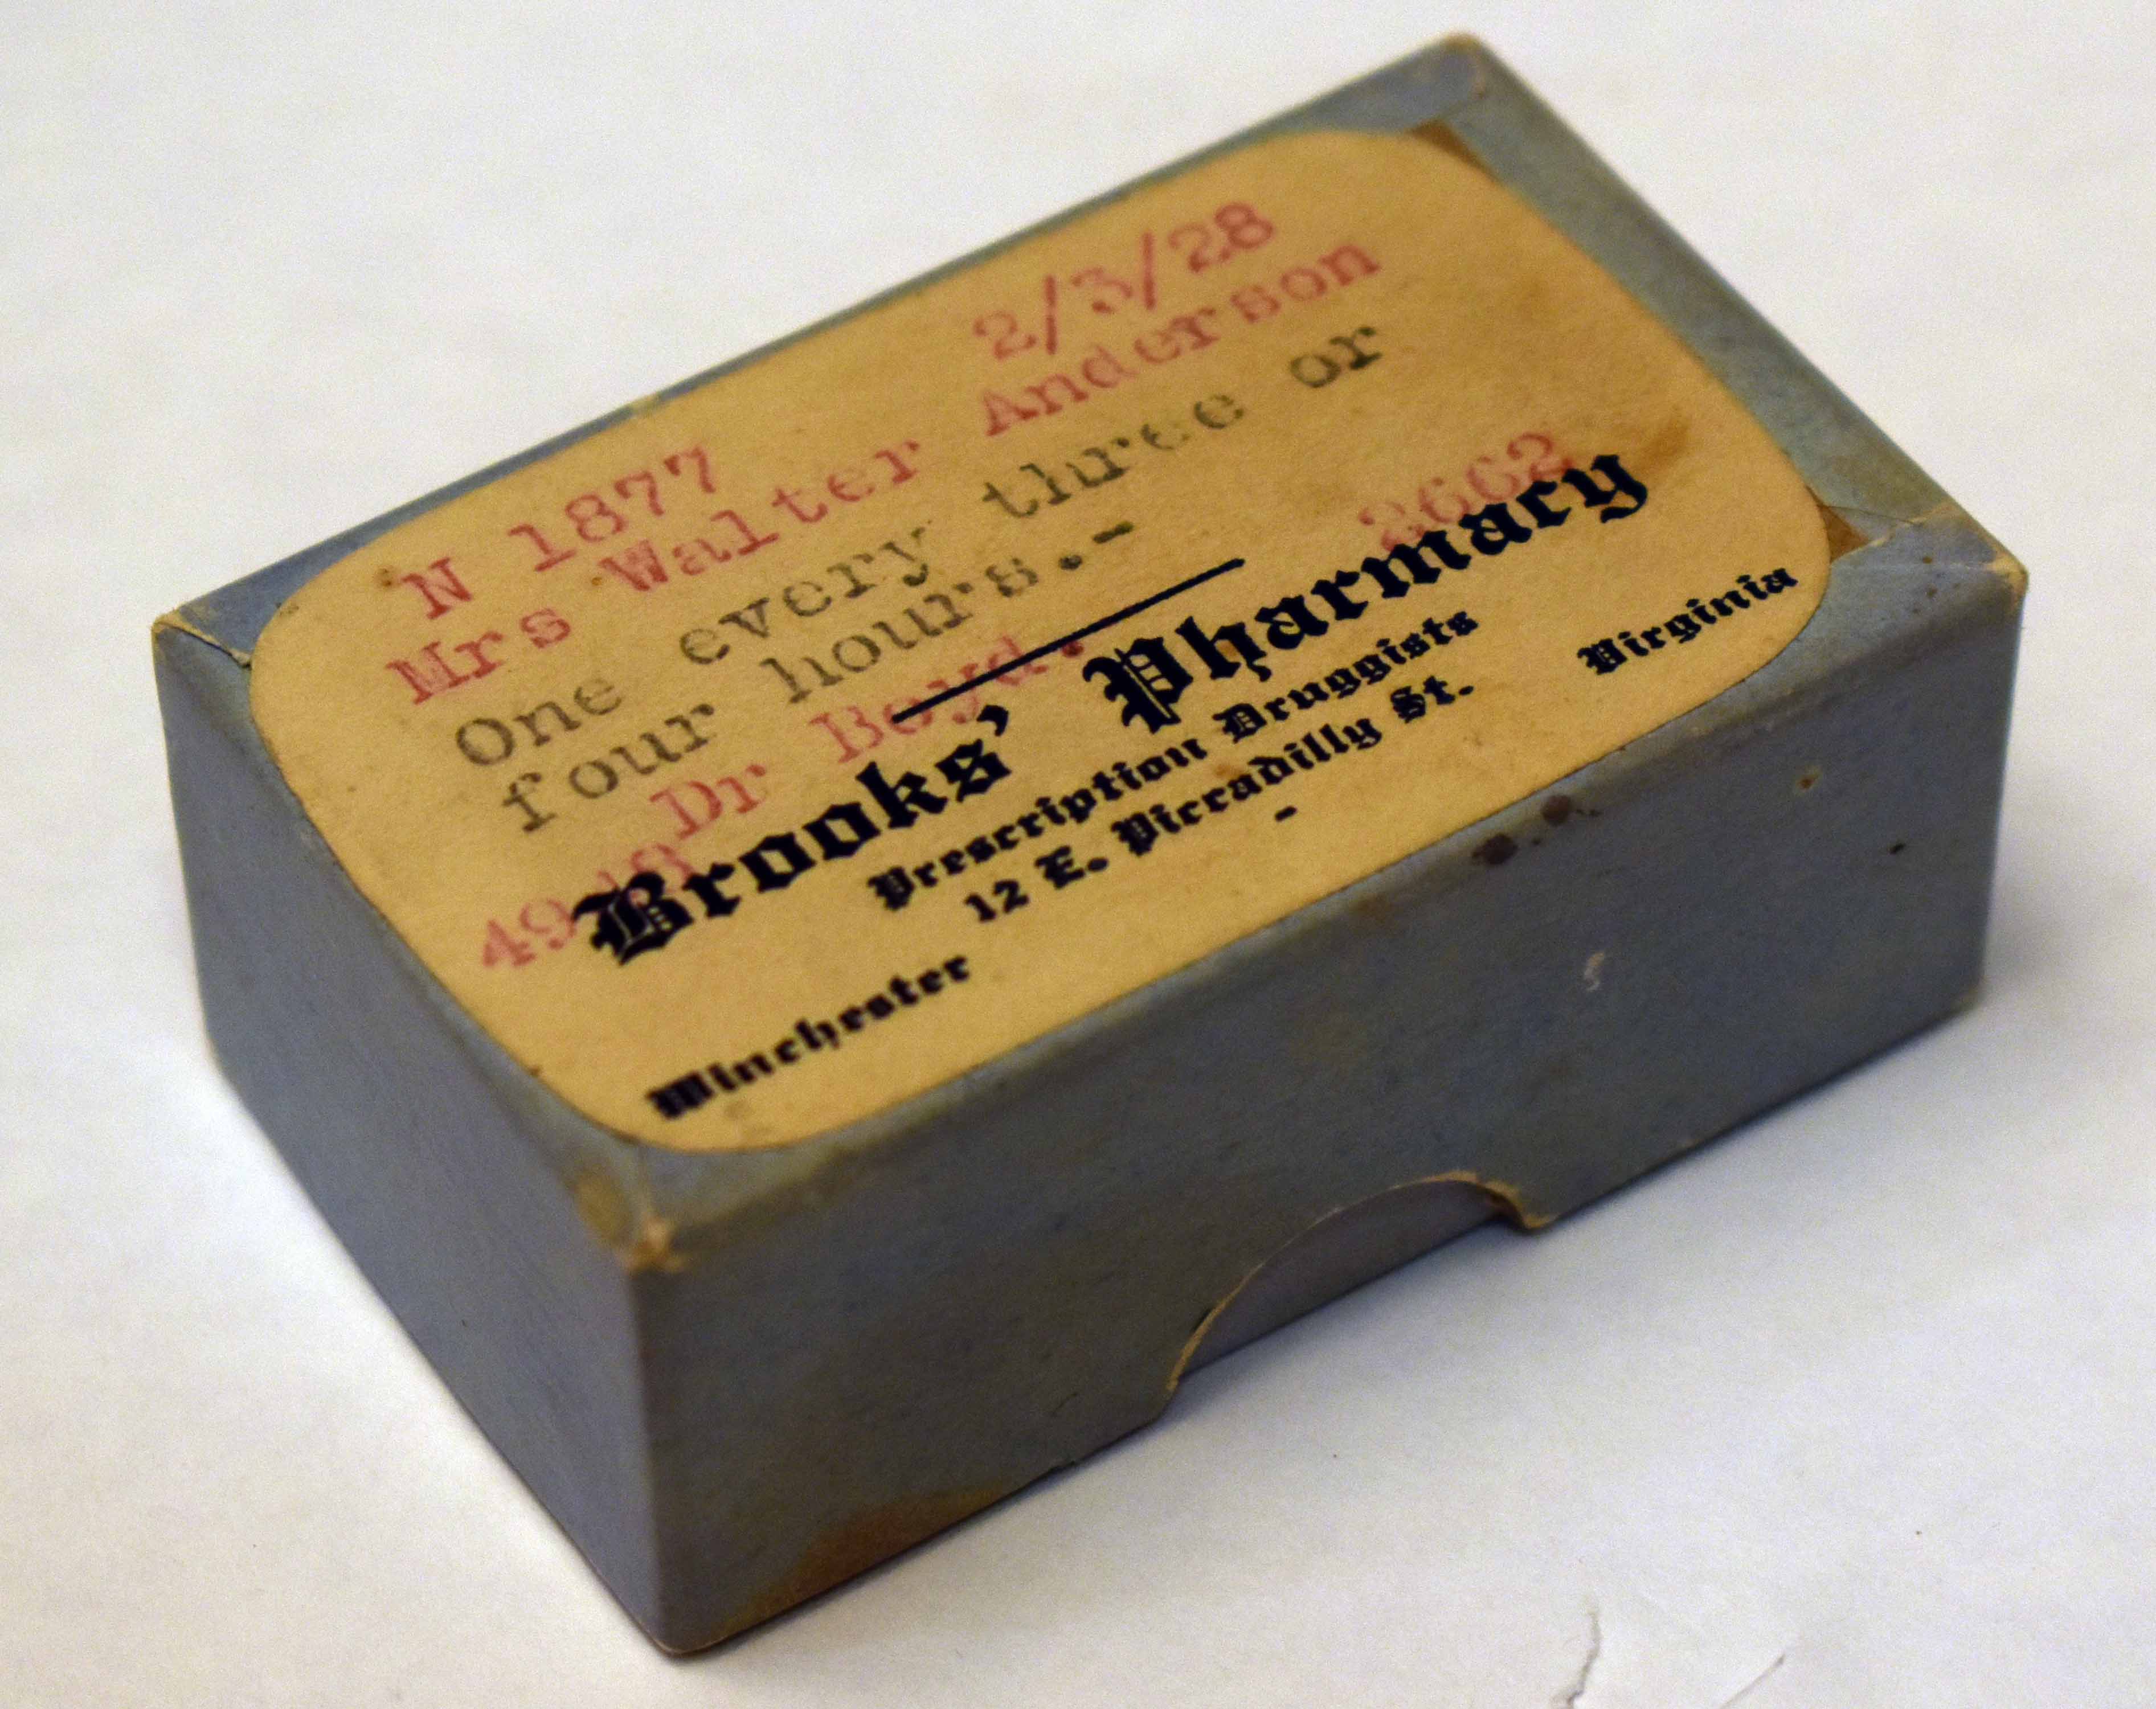 N 1877 2/3/28
Mrs Walter Anderson
One every three or
four hours.-
Dr Boyd.
Brooks' Pharmacy
Prescription Druggists
12 E. Piccadilly St.
Winchester - Virginia